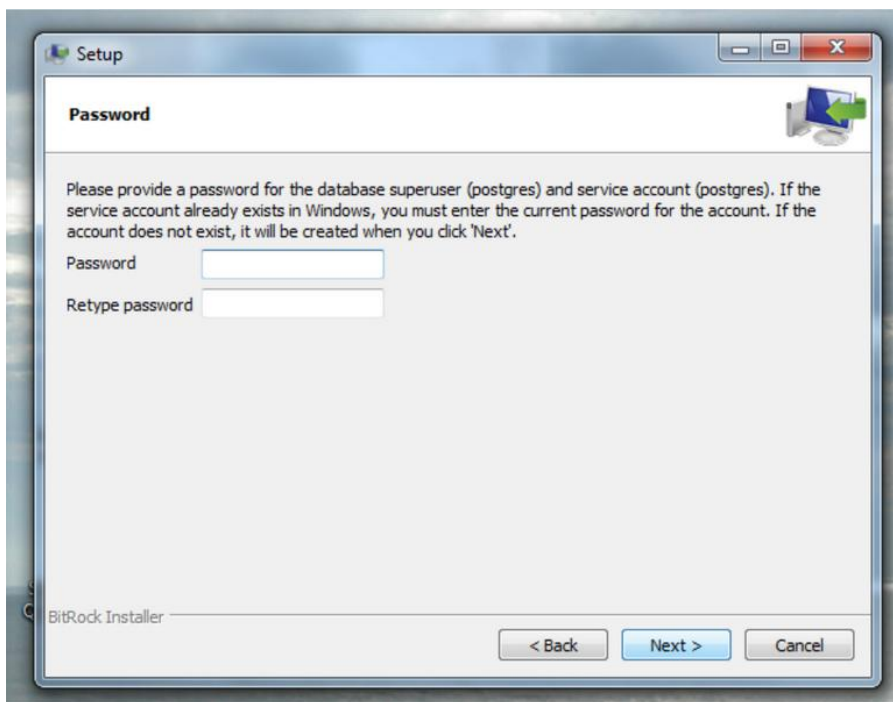 Setup
Password
Please provide a password for the database superuser (postgres) and service account (postgres). If the
service account already exists in Windows, you must enter the current password for the account. If the
account does not exist, it will be created when you click 'Next'.
Password
Retype password
BitRock Installer
< Back Next > Cancel